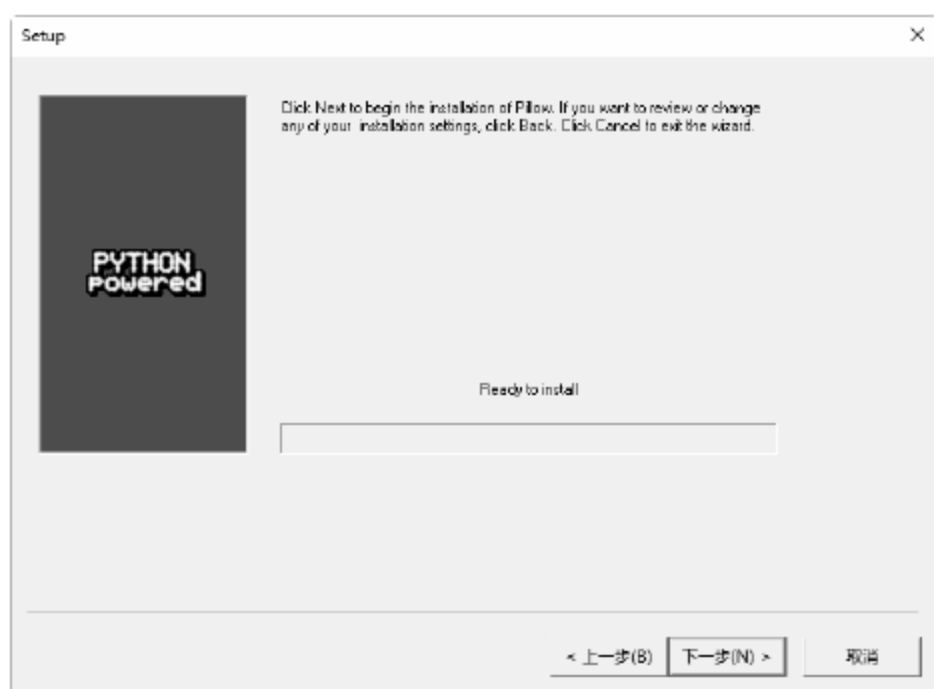 Setup
Click Next to begin the installation of Pillow. If you want to review or change
any of your installation settings, click Back. Click Cancel to exit the wizard.
PYTHON
powered
Ready to install
< 上一步(B)
下一步(N) >
取消